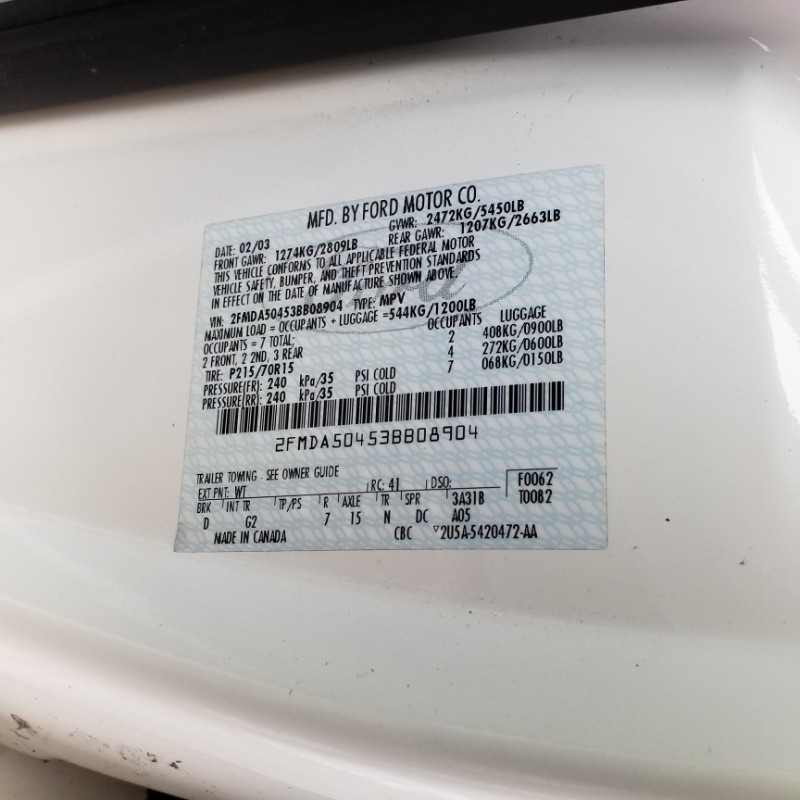 MFD. BY FORD MOTOR CO.
DATE: 02/03 GVWR: 2472KG/5450LB
FRONT GAWR: 1274KG/2809LB REAR GAWR: 1207KG/2663LB
THIS VEHICLE CONFORMS TO ALL APPLICABLE FEDERAL MOTOR
VEHICLE SAFETY, BUMPER, AND THEFT PREVENTION STANDARDS
IN EFFECT ON THE DATE OF MANUFACTURE SHOWN ABOVE.
Ford
VIN: 2FMDA50453BB08904 TYPE: MPV
MAXIMUM LOAD = OCCUPANTS + LUGGAGE =544KG/1200LB
OCCUPANTS = 7 TOTAL; OCCUPANTS LUGGAGE
2 FRONT, 2 2ND, 3 REAR 2 408KG/0900LB
TIRE: P215/70R15 4 272KG/0600LB
PRESSURE(FR): 240 kPa/35 PSI COLD 7 068KG/0150LB
PRESSURE(RR): 240 kPa/35 PSI COLD
2FMDA50453BB08904
TRAILER TOWING - SEE OWNER GUIDE
EXT PNT: WT RC: 41 DSO: F0062
BRK INT TR TP/PS R AXLE TR SPR 3A31B T0082
D G2 7 15 N DC A05
MADE IN CANADA CBC ▽2U5A-5420472-AA